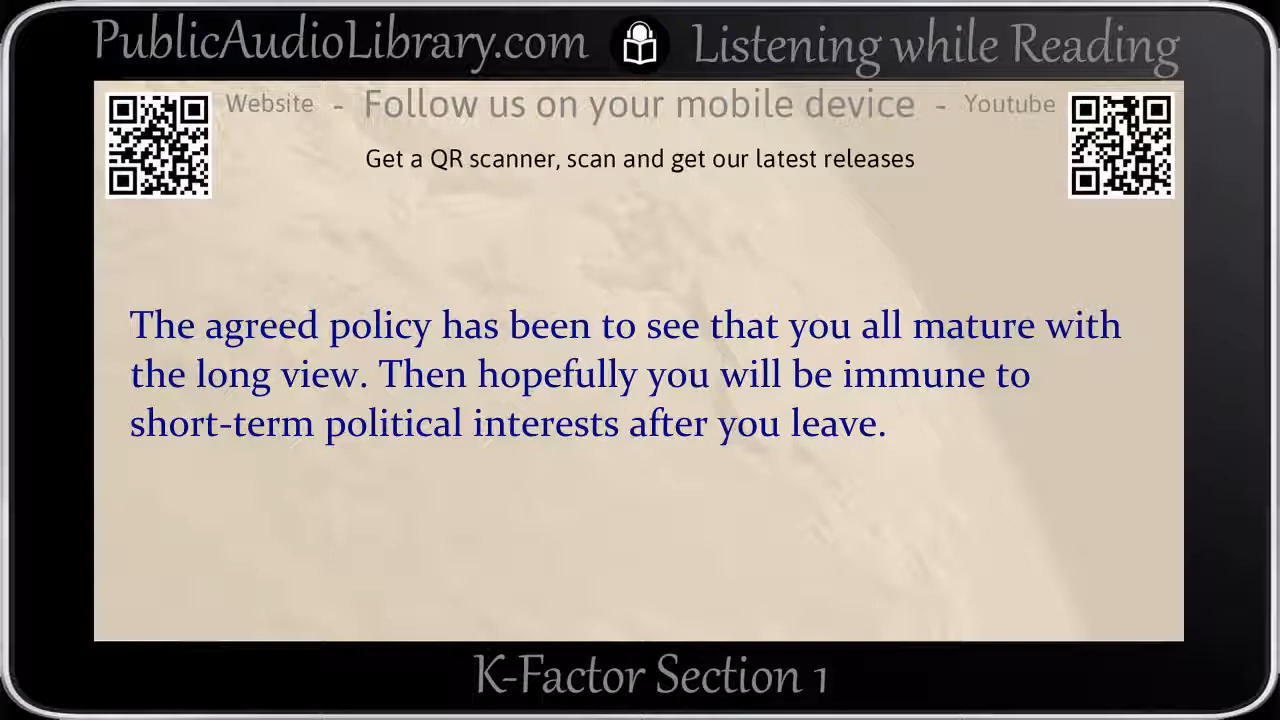 PublicAudioLibrary.com Listening while Reading
Website - Follow us on your mobile device - Youtube
Get a QR scanner, scan and get our latest releases
The agreed policy has been to see that you all mature with
the long view. Then hopefully you will be immune to
short-term political interests after you leave.
K-Factor Section 1